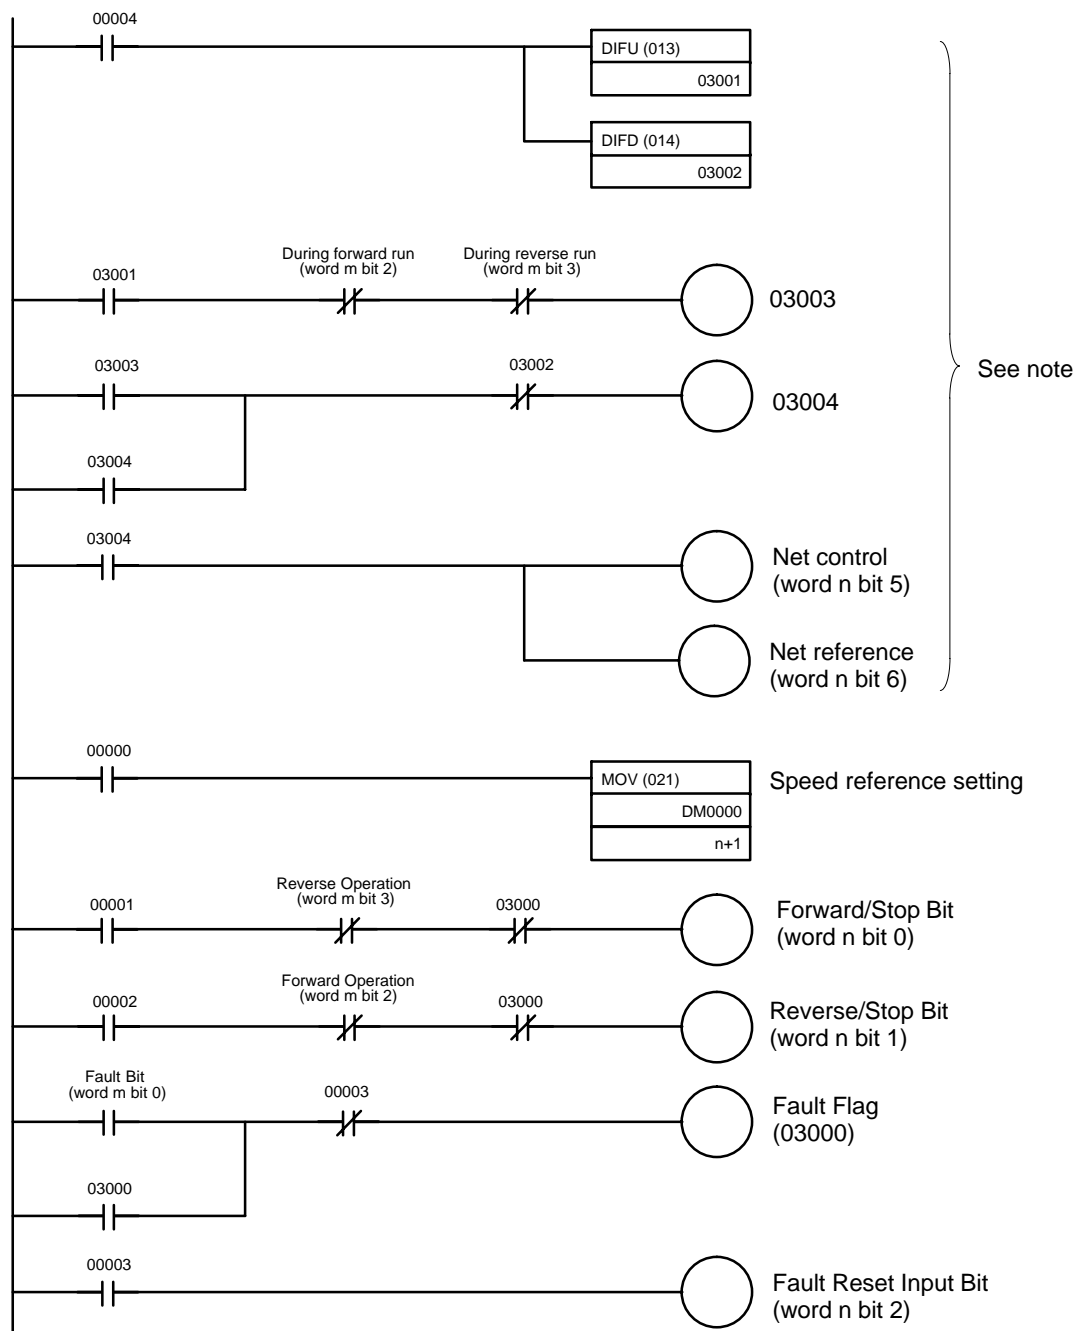 00004
DIFU (013)
03001
DIFD (014)
03002
During forward run
(word m bit 2)
During reverse run
(word m bit 3)
03001
03003
03003
03002
03004
See note
03004
03004
Net control
(word n bit 5)
Net reference
(word n bit 6)
00000
MOV (021)
DM0000
n+1
Speed reference setting
Reverse Operation
(word m bit 3)
00001
03000
Forward/Stop Bit
(word n bit 0)
Forward Operation
(word m bit 2)
00002
03000
Reverse/Stop Bit
(word n bit 1)
Fault Bit
(word m bit 0)
00003
Fault Flag
(03000)
03000
00003
Fault Reset Input Bit
(word n bit 2)